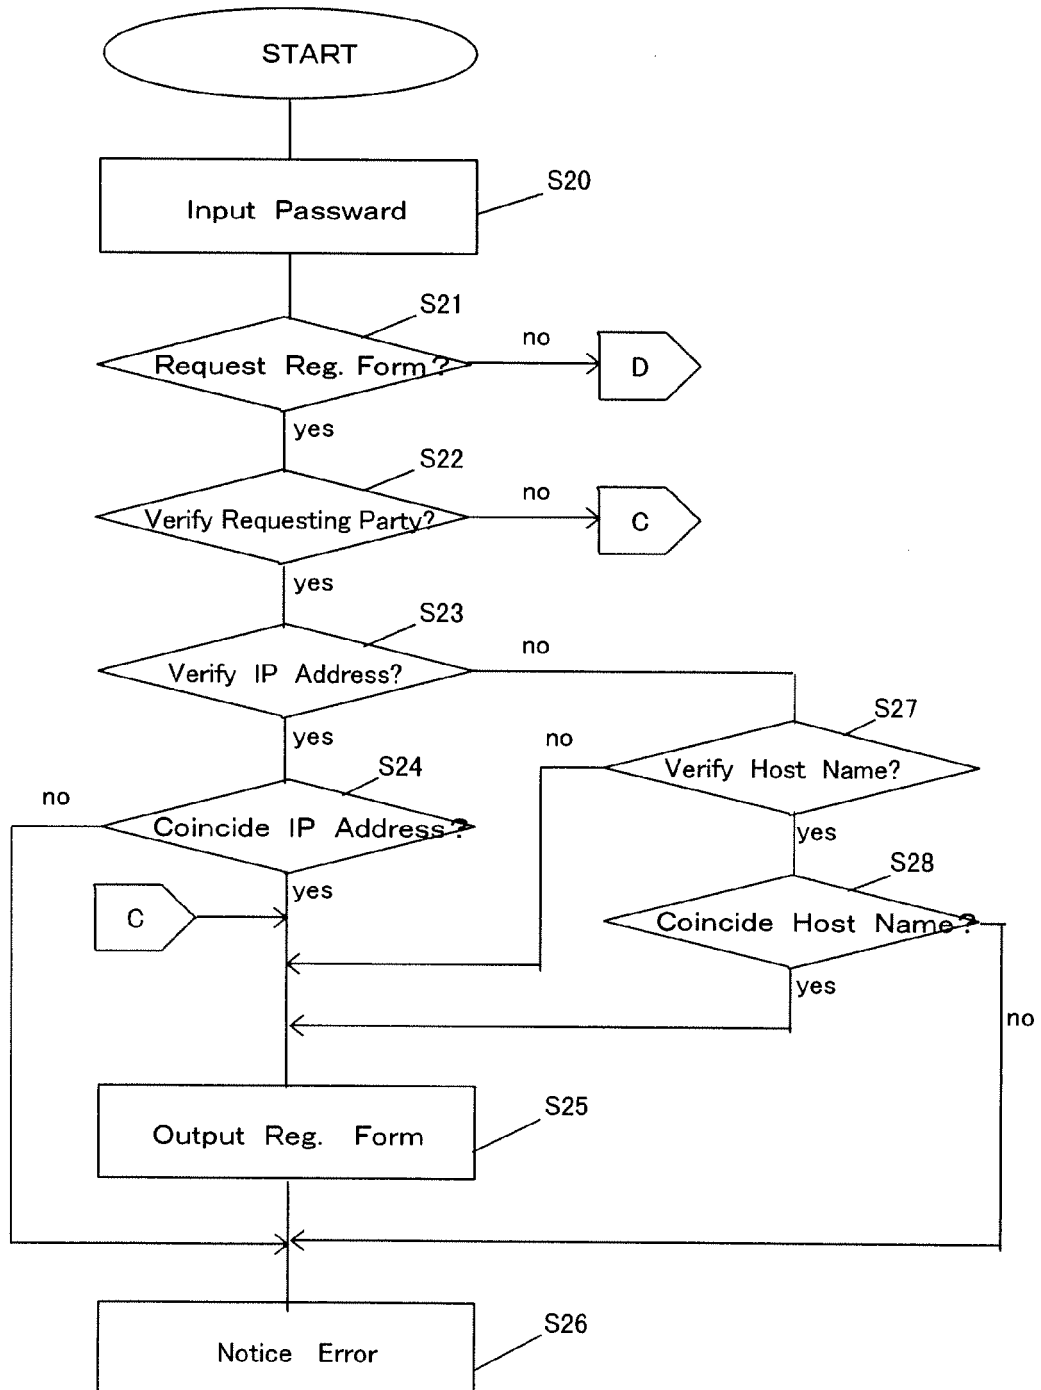 START
Input Passward
S20
S21
Request Reg. Form?
no
D
yes
S22
Verify Requesting Party?
no
C
yes
S23
Verify IP Address?
no
yes
S27
Verify Host Name?
no
yes
S24
Coincide IP Address?
no
yes
S28
Coincide Host Name?
C
yes
no
Output Reg. Form
S25
Notice Error
S26